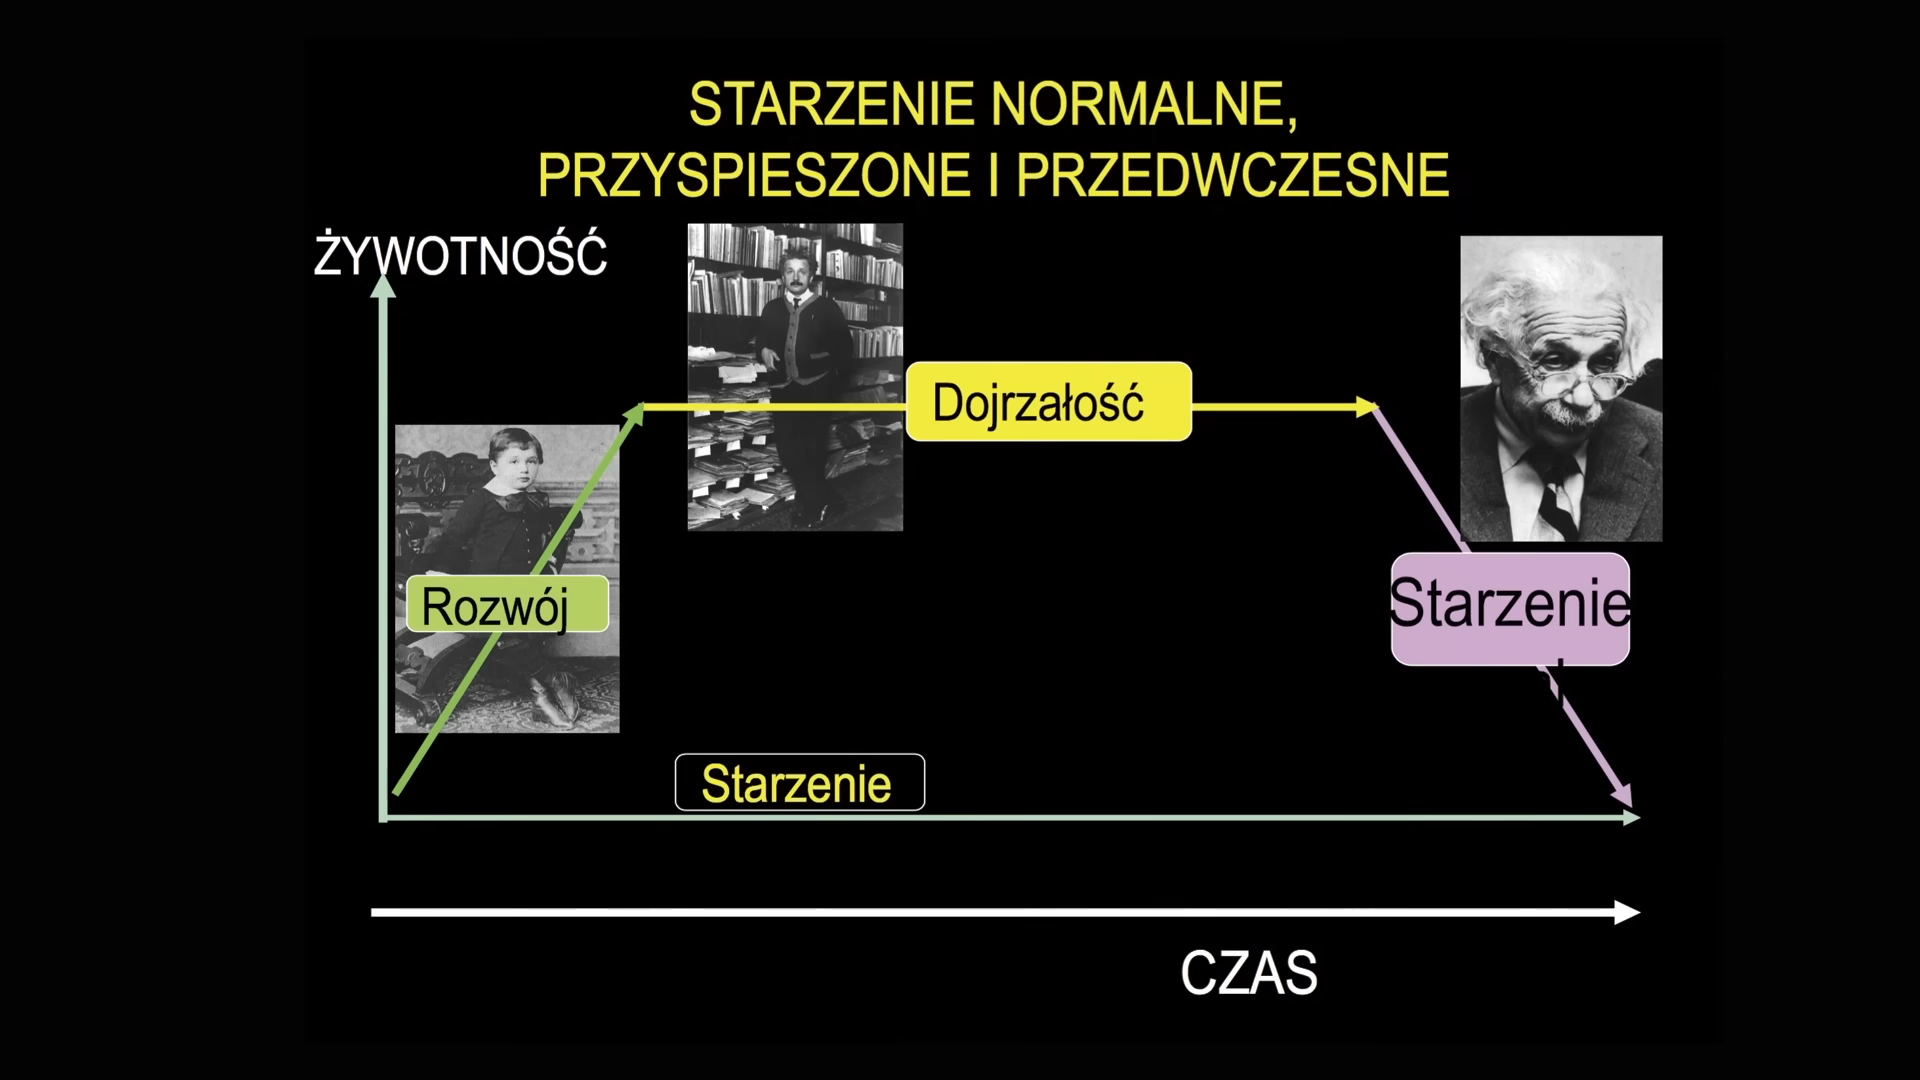 STARZENIE NORMALNE,
PRZYSPIESZONE I PRZEDWCZESNE
ŻYWOTNOŚĆ
Dojrzałość
Rozwój
Starzenie
Starzenie
CZAS